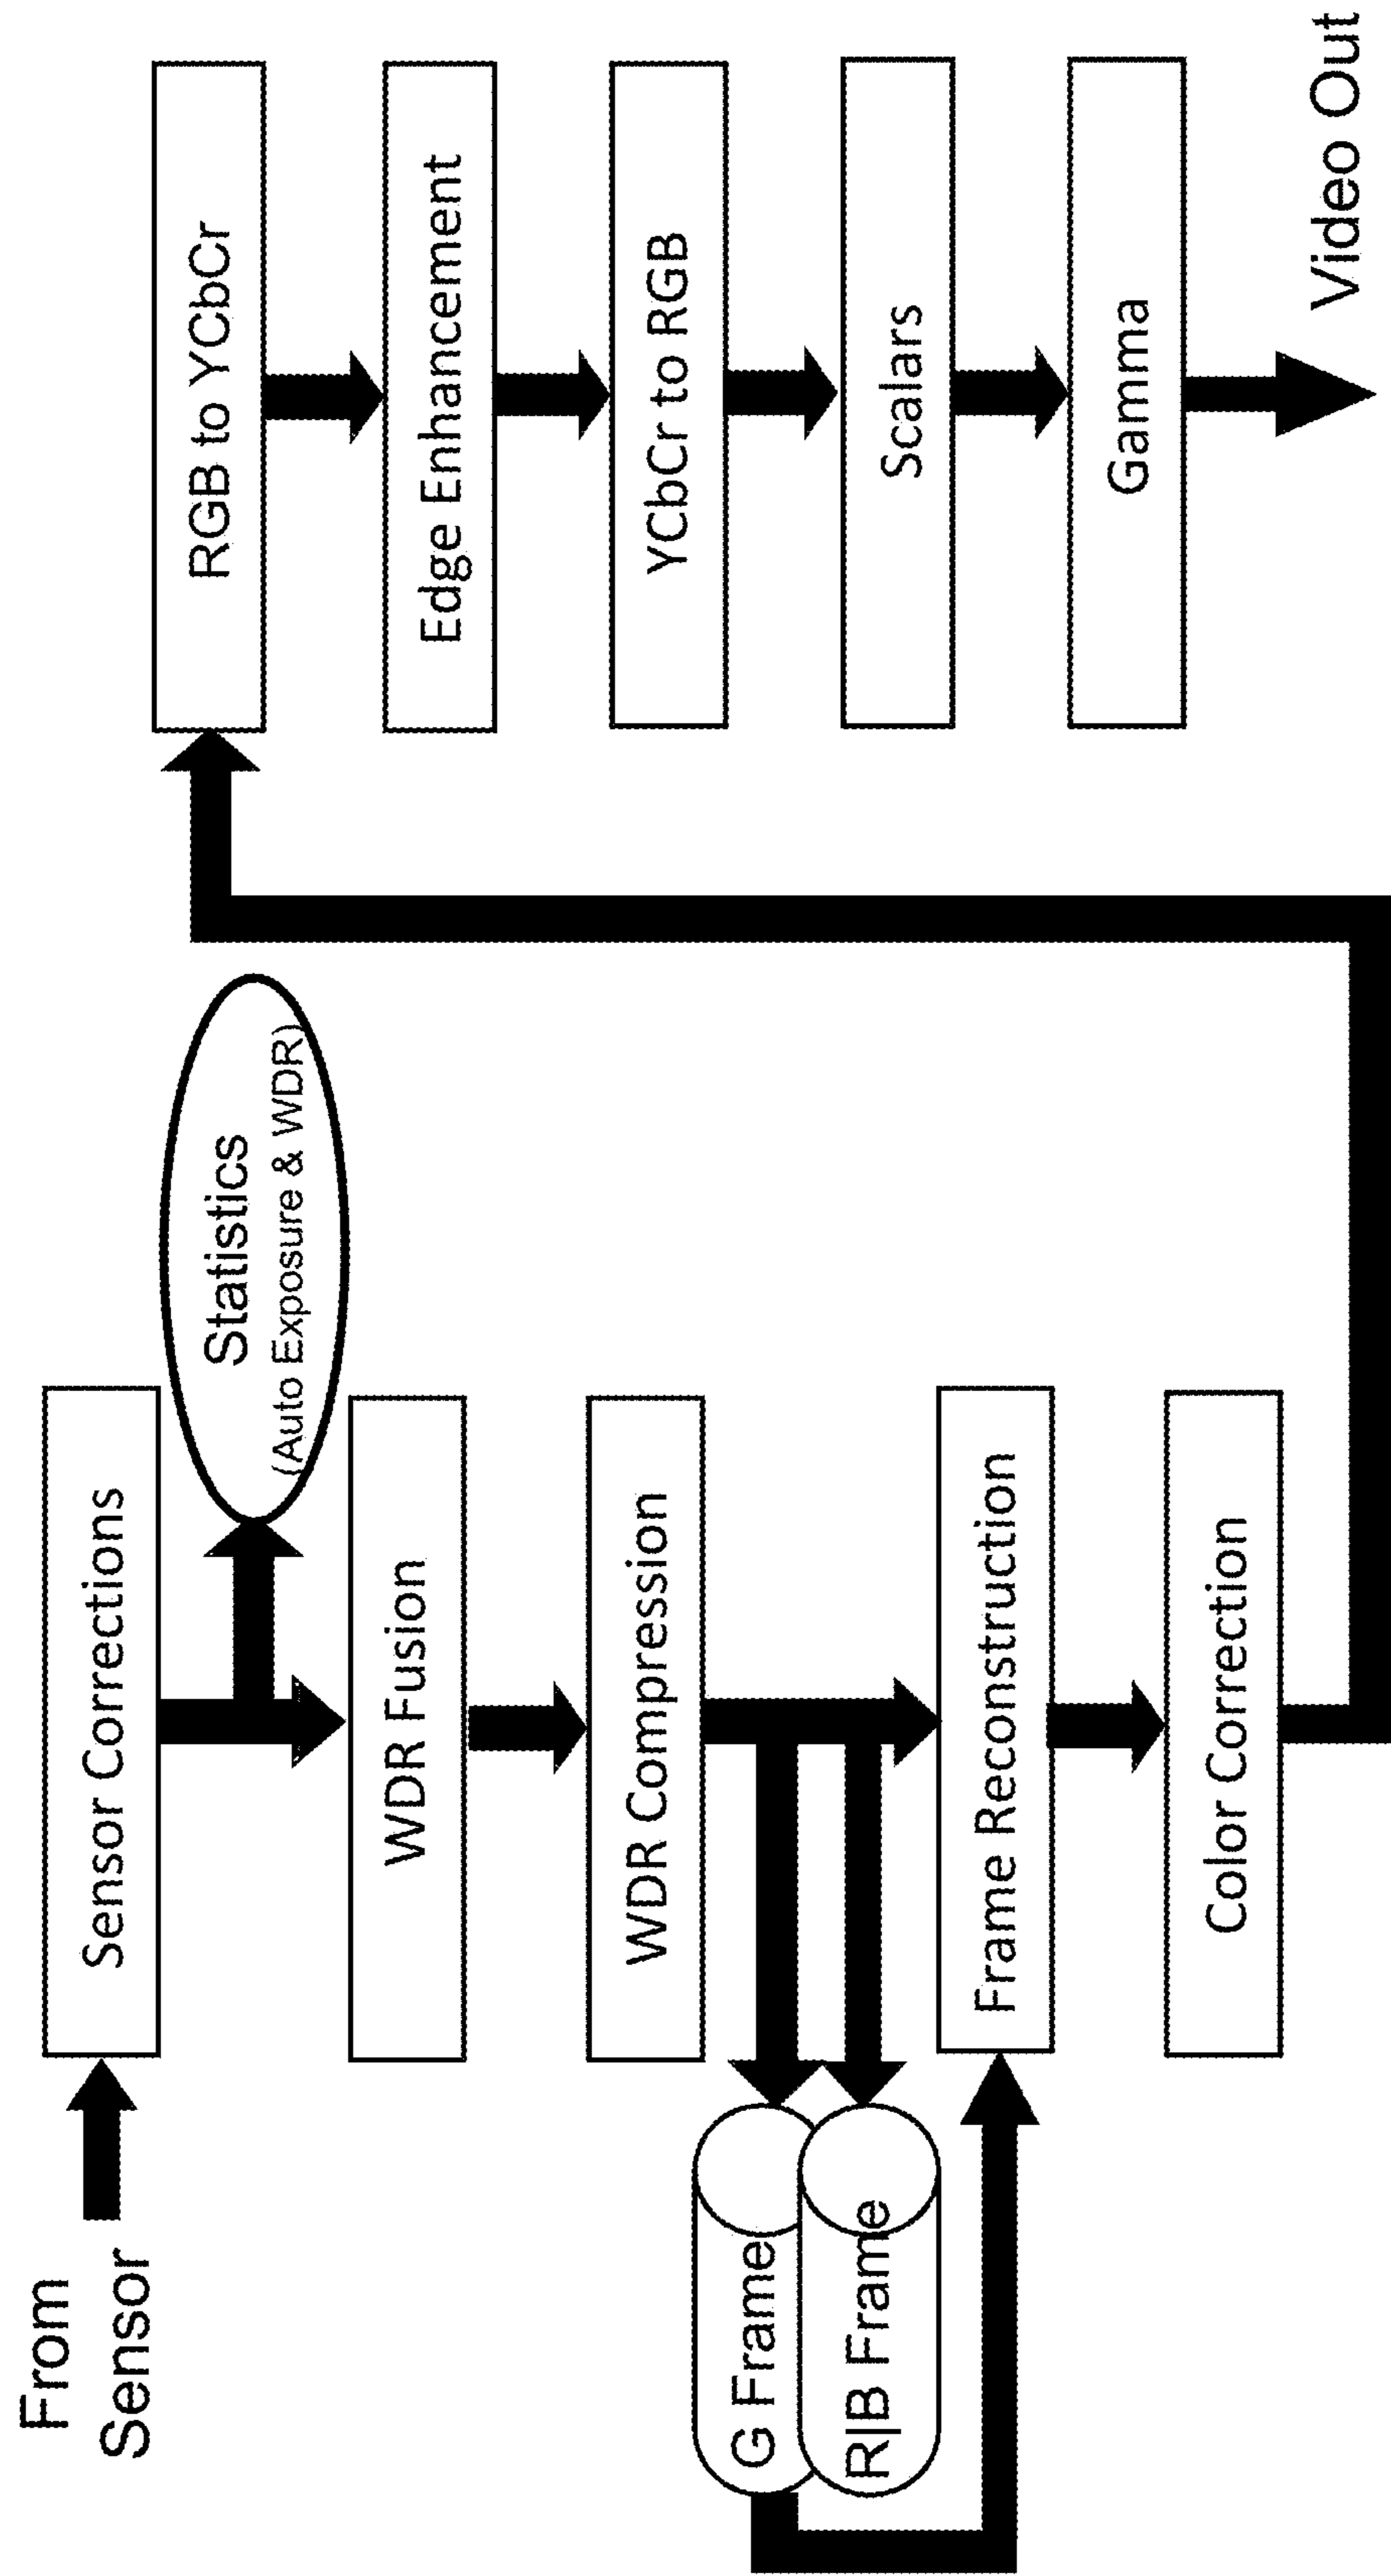 From
Sensor
Sensor Corrections
Statistics
(Auto Exposure & WDR)
WDR Fusion
WDR Compression
G Frame
R|B Frame
Frame Reconstruction
Color Correction
RGB to YCbCr
Edge Enhancement
YCbCr to RGB
Scalars
Gamma
Video Out